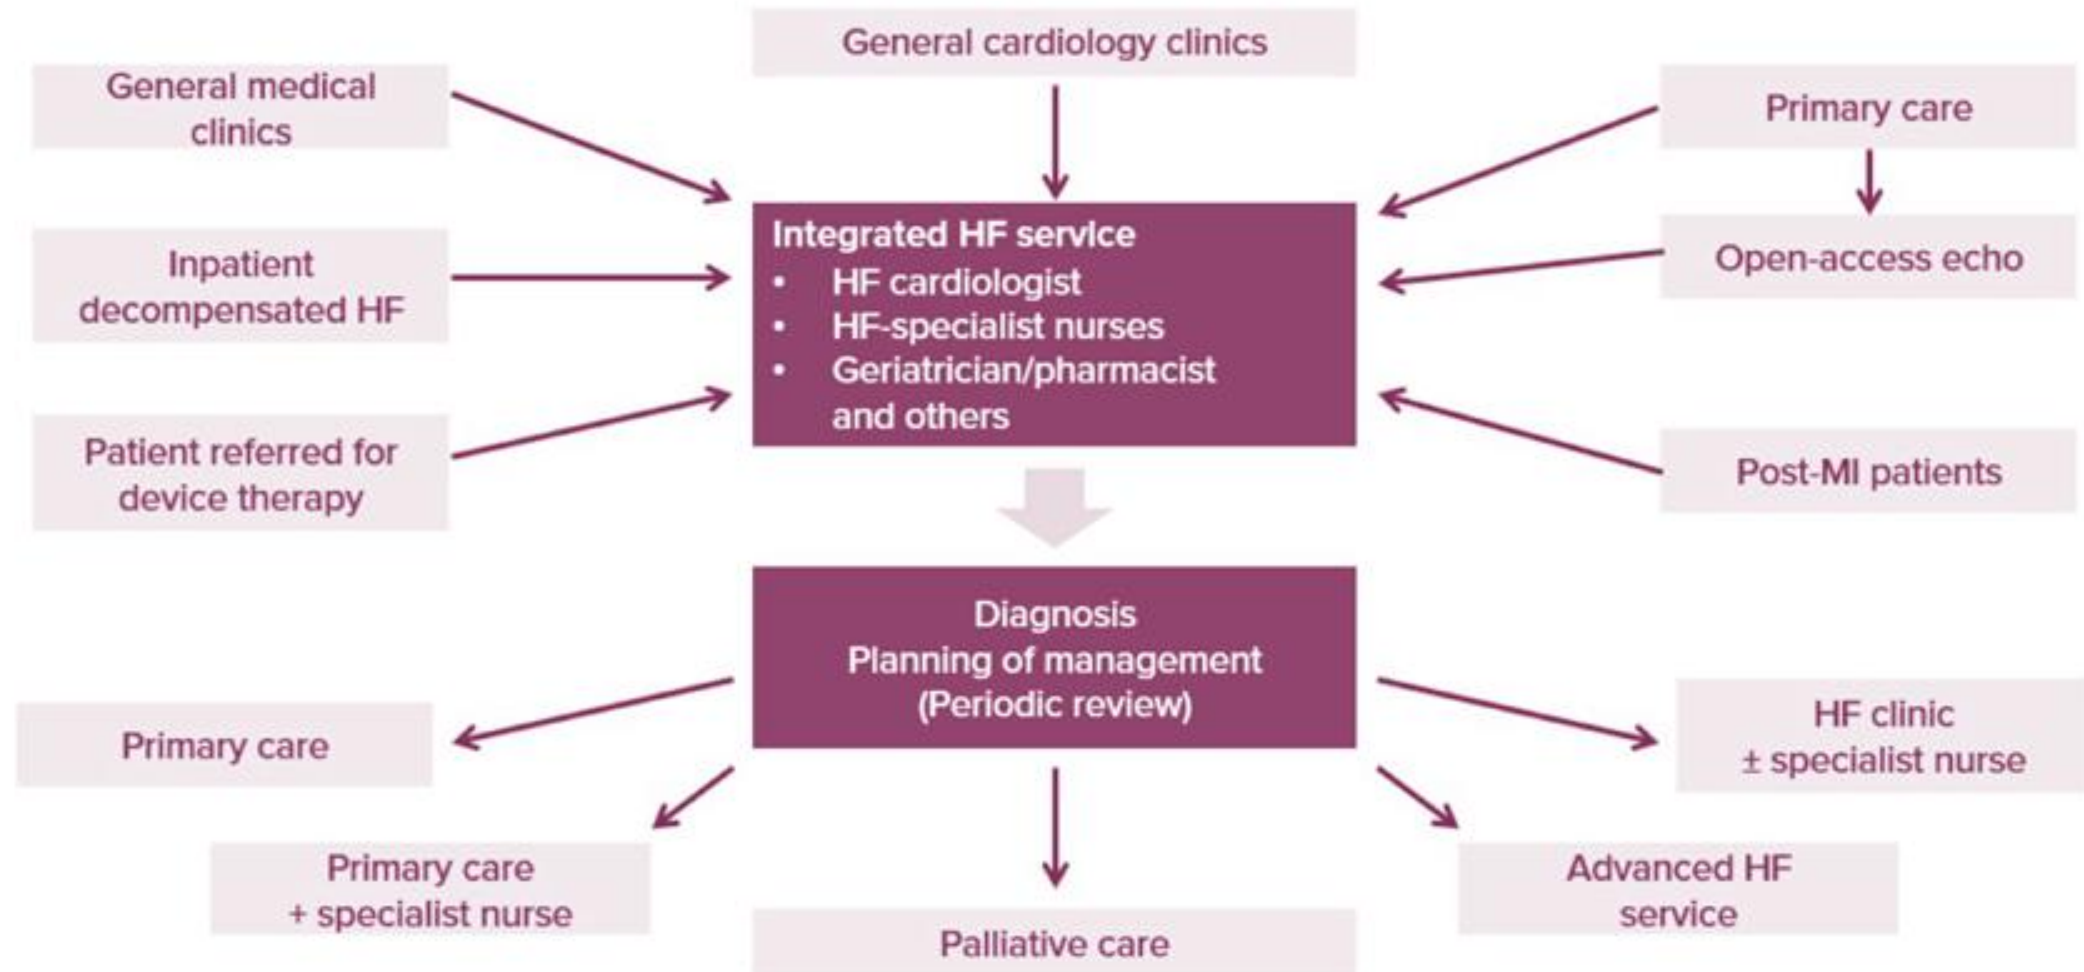 General cardiology clinics
General medical
clinics
Primary care
Inpatient
decompensated HF
Integrated HF service
• HF cardiologist
• HF-specialist nurses
• Geriatrician/pharmacist
and others
Open-access echo
Patient referred for
device therapy
Post-MI patients
Diagnosis
Planning of management
(Periodic review)
Primary care
HF clinic
± specialist nurse
Primary care
+ specialist nurse
Palliative care
Advanced HF
service